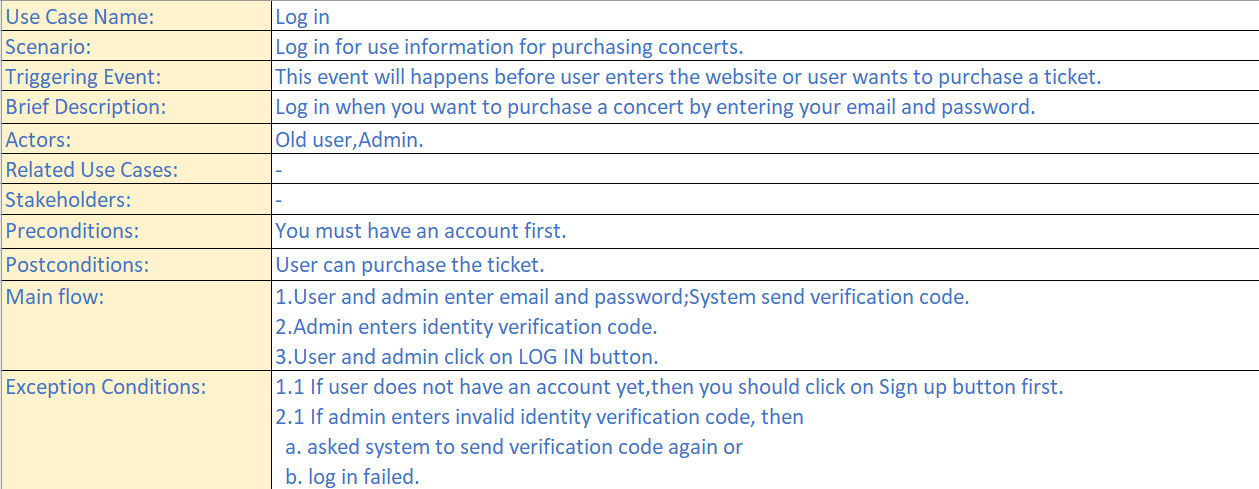 Use Case Name: Log in
Scenario: Log in for use information for purchasing concerts.
Triggering Event: This event will happens before user enters the website or user wants to purchase a ticket.
Brief Description: Log in when you want to purchase a concert by entering your email and password.
Actors: Old user,Admin.
Related Use Cases: -
Stakeholders: -
Preconditions: You must have an account first.
Postconditions: User can purchase the ticket.
Main flow: 1.User and admin enter email and password;System send verification code.
2.Admin enters identity verification code.
3.User and admin click on LOG IN button.
Exception Conditions: 1.1 If user does not have an account yet,then you should click on Sign up button first.
2.1 If admin enters invalid identity verification code, then
a. asked system to send verification code again or
b. log in failed.